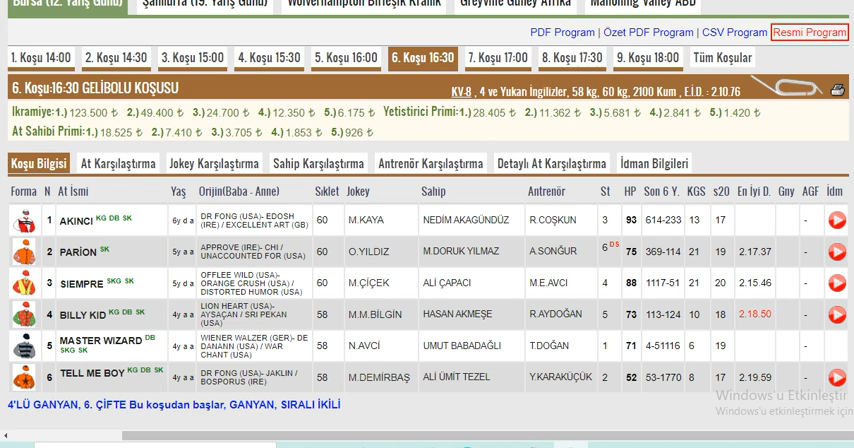 Bursa (12. Yarış Günü) Şanlıurfa (19. Yarış Günü) Wolverhampton Birleşik Krallık Greyville Güney Afrika Mahoning Valley ABD
PDF Program | Özet PDF Program | CSV Program Resmi Program
1. Koşu 14:00 2. Koşu 14:30 3. Koşu 15:00 4. Koşu 15:30 5. Koşu 16:00 6. Koşu 16:30 7. Koşu 17:00 8. Koşu 17:30 9. Koşu 18:00 Tüm Koşular
6. Koşu:16:30 GELİBOLU KOŞUSU KV-8 , 4 ve Yukarı İngilizler, 58 kg, 60 kg, 2100 Kum , E.İ.D. : 2.10.76
Ikramiye: 1.) 123.500 ₺ 2.) 49.400 ₺ 3.) 24.700 ₺ 4.) 12.350 ₺ 5.) 6.175 ₺ Yetistirici Primi: 1.) 28.405 ₺ 2.) 11.362 ₺ 3.) 5.681 ₺ 4.) 2.841 ₺ 5.) 1.420 ₺
At Sahibi Primi: 1.) 18.525 ₺ 2.) 7.410 ₺ 3.) 3.705 ₺ 4.) 1.853 ₺ 5.) 926 ₺
Koşu Bilgisi At Karşılaştırma Jokey Karşılaştırma Sahip Karşılaştırma Antrenör Karşılaştırma Detaylı At Karşılaştırma İdman Bilgileri
Forma N At İsmi Yaş Orijin(Baba - Anne) Sıklet Jokey Sahip Antrenör St HP Son 6 Y. KGS s20 En İyi D. Gny AGF İdm
1 AKINCI KG DB SK 6y d a DR FONG (USA)- EDOSH (IRE) / EXCELLENT ART (GB) 60 M.KAYA NEDİM AKAGÜNDÜZ R.COŞKUN 3 93 614-233 13 17 -
2 PARİON SK 5y a a APPROVE (IRE)- CHI / UNACCOUNTED FOR (USA) 60 O.YILDIZ M.DORUK YILMAZ A.SONĞUR 6 DS 75 369-114 21 19 2.17.37 -
3 SIEMPRE SKG SK 5y d a OFFLEE WILD (USA)- ORANGE CRUSH (USA) / DISTORTED HUMOR (USA) 60 M.ÇİÇEK ALİ ÇAPACI M.E.AVCI 4 88 1117-51 21 20 2.15.46 -
4 BILLY KID KG DB SK 4y a a LION HEART (USA)- AYSAÇAN / SRI PEKAN (USA) 58 M.M.BİLGİN HASAN AKMEŞE R.AYDOĞAN 5 73 113-124 10 18 2.18.50 -
5 MASTER WIZARD DB SKG SK 4y a a WIENER WALZER (GER)- DE DANANN (USA) / WAR CHANT (USA) 58 N.AVCİ UMUT BABADAĞLI T.DOĞAN 1 71 4-51116 6 19 -
6 TELL ME BOY KG DB SK 4y a a DR FONG (USA)- JAKLIN / BOSPORUS (IRE) 58 M.DEMİRBAŞ ALİ ÜMİT TEZEL Y.KARAKÜÇÜK 2 52 53-1770 8 17 2.19.59 -
4'LÜ GANYAN, 6. ÇİFTE Bu koşudan başlar, GANYAN, SIRALI İKİLİ
Windows'u Etkinleştir
Windows'u etkinleştirmek için